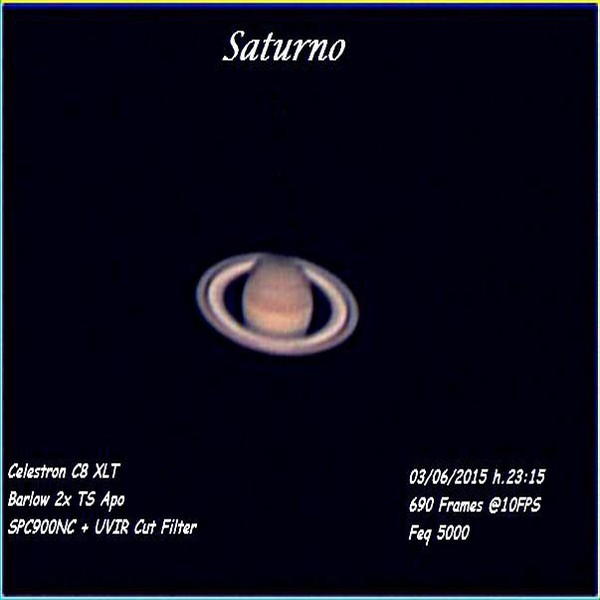 Saturno
Celestron C8 XLT
Barlow 2x TS Apo
SPC900NC + UVIR Cut Filter
03/06/2015 h.23:15
690 Frames @10FPS
Feq 5000